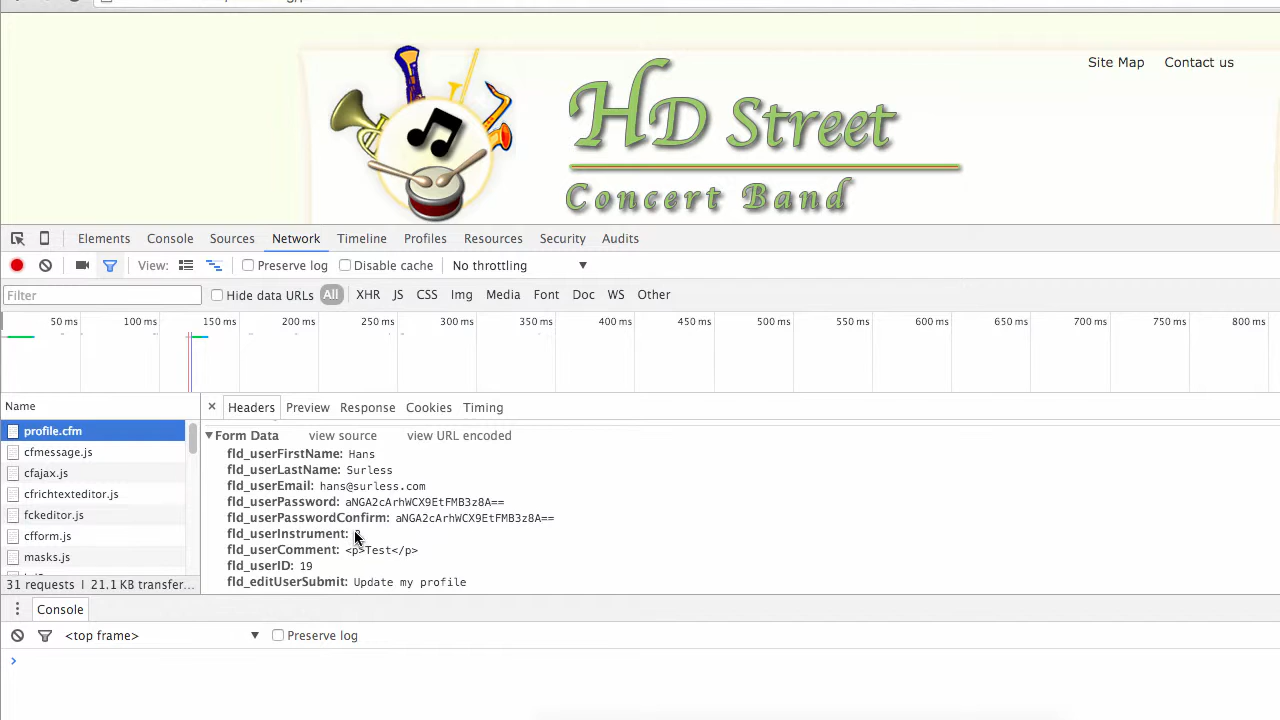 Site Map Contact us
HD Street
Concert Band
Elements Console Sources Network Timeline Profiles Resources Security Audits
View: Preserve log Disable cache No throttling
Filter Hide data URLs All XHR JS CSS Img Media Font Doc WS Other
50 ms 100 ms 150 ms 200 ms 250 ms 300 ms 350 ms 400 ms 450 ms 500 ms 550 ms 600 ms 650 ms 700 ms 750 ms 800 ms
Name × Headers Preview Response Cookies Timing
profile.cfm
cfmessage.js
cfajax.js
cfrichtexteditor.js
fckeditor.js
cfform.js
masks.js
31 requests | 21.1 KB transfer...
Form Data view source view URL encoded
fld_userFirstName: Hans
fld_userLastName: Surless
fld_userEmail: hans@surless.com
fld_userPassword: aNGA2cArhWCX9EtFMB3z8A==
fld_userPasswordConfirm: aNGA2cArhWCX9EtFMB3z8A==
fld_userInstrument:
fld_userComment: <p>Test</p>
fld_userID: 19
fld_editUserSubmit: Update my profile
Console
<top frame> Preserve log
>